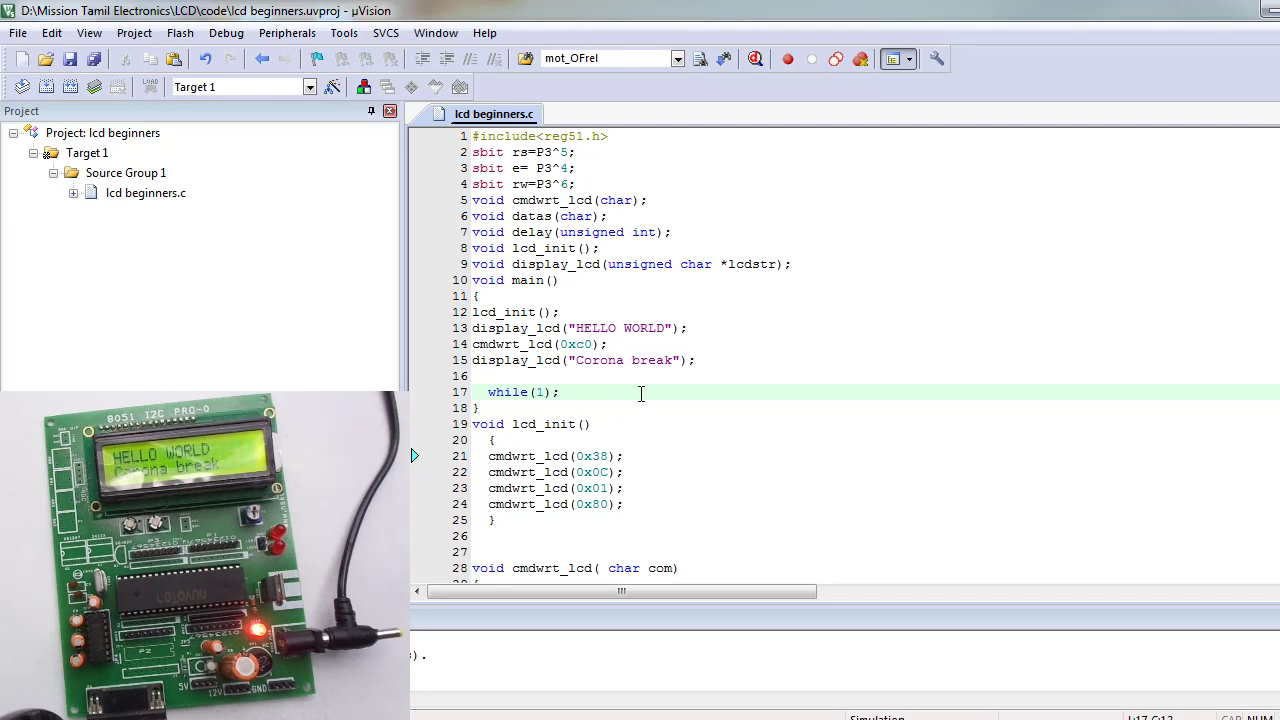 D:\Mission Tamil Electronics\LCD\code\lcd beginners.uvproj - µVision
File Edit View Project Flash Debug Peripherals Tools SVCS Window Help
mot_OFrel
LOAD
Target 1
Project
lcd beginners.c
Project: lcd beginners
Target 1
Source Group 1
lcd beginners.c
1 #include<reg51.h>
2 sbit rs=P3^5;
3 sbit e= P3^4;
4 sbit rw=P3^6;
5 void cmdwrt_lcd(char);
6 void datas(char);
7 void delay(unsigned int);
8 void lcd_init();
9 void display_lcd(unsigned char *lcdstr);
10 void main()
11 {
12 lcd_init();
13 display_lcd("HELLO WORLD");
14 cmdwrt_lcd(0xc0);
15 display_lcd("Corona break");
16
17 while(1);
18 }
19 void lcd_init()
20 {
21 cmdwrt_lcd(0x38);
22 cmdwrt_lcd(0x0C);
23 cmdwrt_lcd(0x01);
24 cmdwrt_lcd(0x80);
25 }
26
27
28 void cmdwrt_lcd( char com)
).
8051 I2C PRO-0
HELLO WORLD
Corona break
nuvoTon
P2
5V
12V
GND